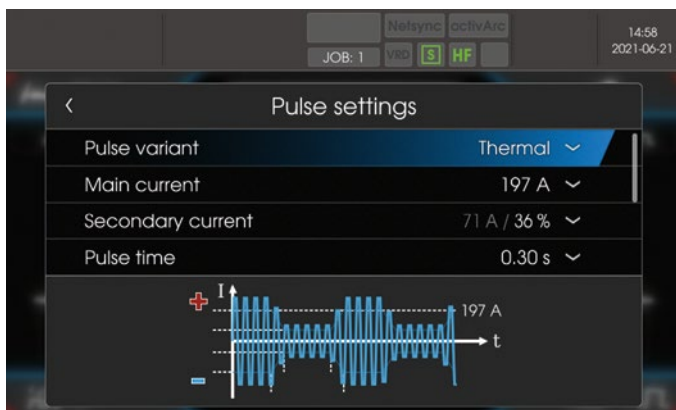 Netsync activArc
14:58
JOB: 1 VRD S HF
2021-06-21
Pulse settings
Pulse variant Thermal
Main current 197 A
Secondary current 71 A / 36 %
Pulse time 0.30 s
I
197 A
t